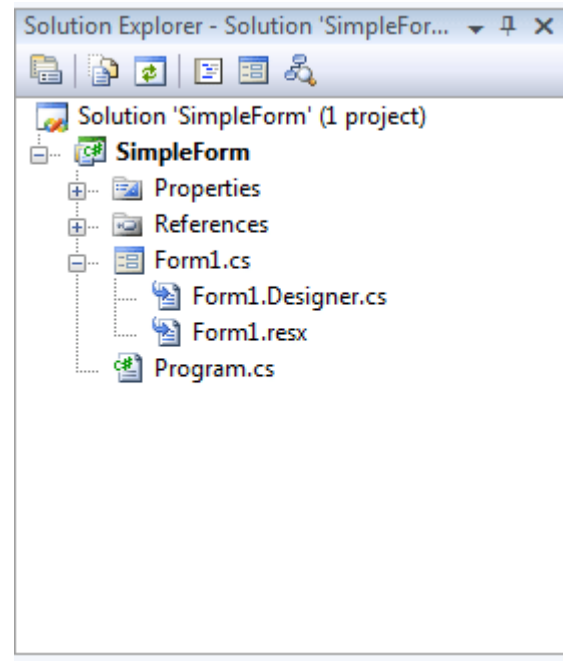 Solution Explorer - Solution 'SimpleFor...
Solution 'SimpleForm' (1 project)
SimpleForm
Properties
References
Form1.cs
Form1.Designer.cs
Form1.resx
Program.cs